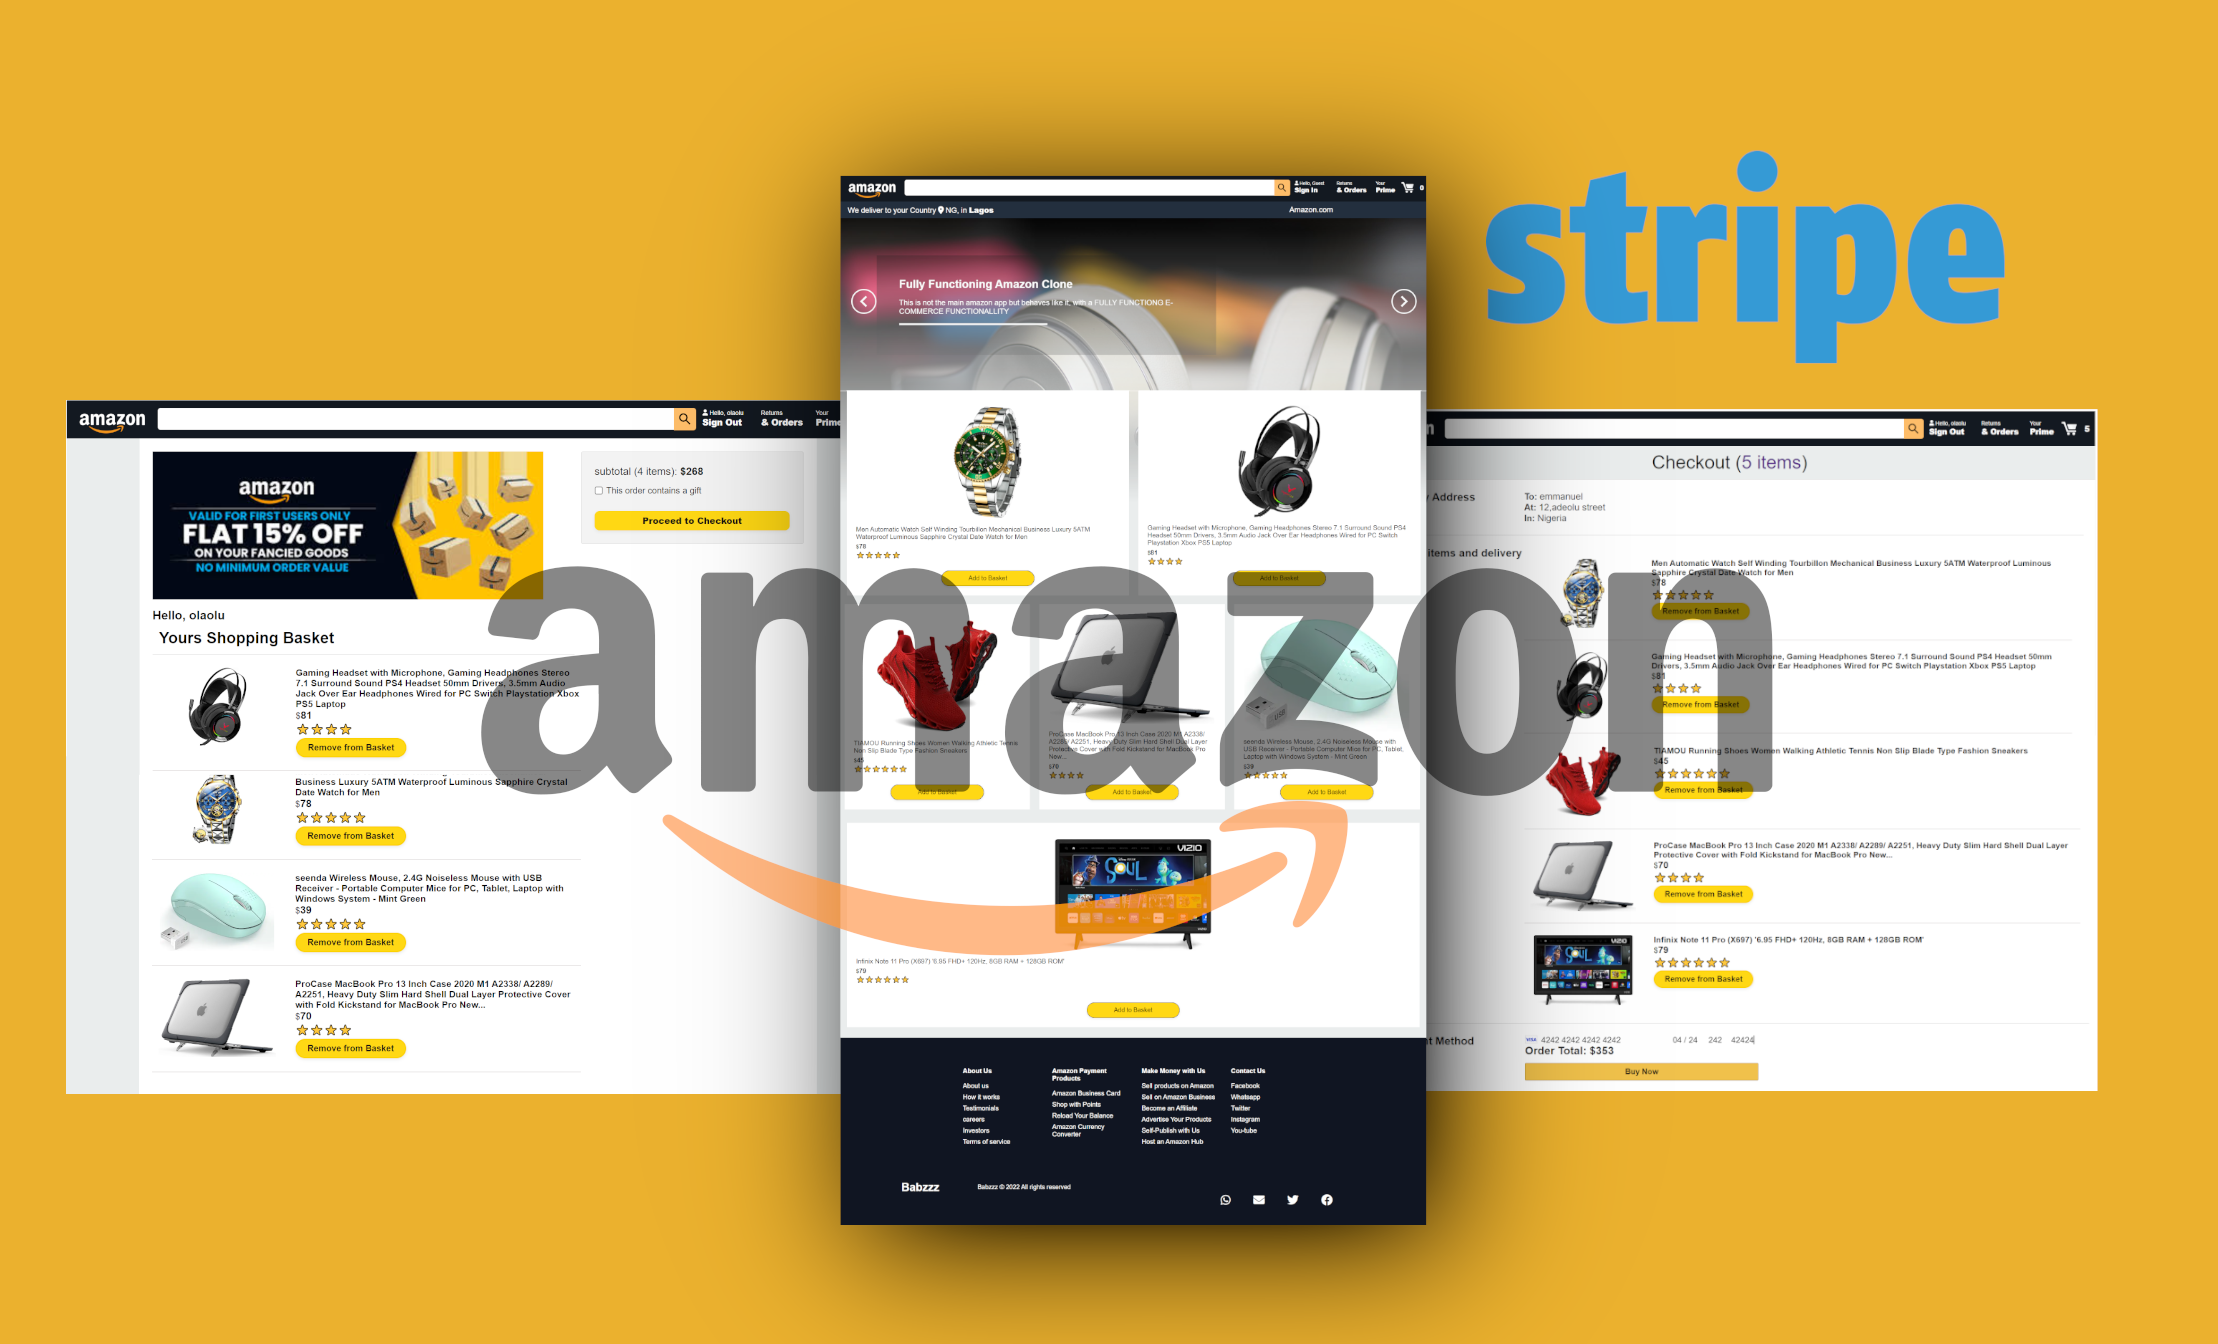 stripe
amazon
amazon
Hello, olaolu
Sign Out
Returns
& Orders
Your
Prime
amazon
VALID FOR FIRST USERS ONLY
FLAT 15% OFF
ON YOUR FANCIED GOODS
NO MINIMUM ORDER VALUE
subtotal (4 items): $268
This order contains a gift
Proceed to Checkout
Hello, olaolu
Yours Shopping Basket
Gaming Headset with Microphone, Gaming Headphones Stereo
7.1 Surround Sound PS4 Headset 50mm Drivers, 3.5mm Audio
Jack Over Ear Headphones Wired for PC Switch Playstation Xbox
PS5 Laptop
$81
Remove from Basket
Business Luxury 5ATM Waterproof Luminous Sapphire Crystal
Date Watch for Men
$78
Remove from Basket
seenda Wireless Mouse, 2.4G Noiseless Mouse with USB
Receiver - Portable Computer Mice for PC, Tablet, Laptop with
Windows System - Mint Green
$39
Remove from Basket
ProCase MacBook Pro 13 Inch Case 2020 M1 A2338/ A2289/
A2251, Heavy Duty Slim Hard Shell Dual Layer Protective Cover
with Fold Kickstand for MacBook Pro New...
$70
Remove from Basket
amazon
Hello, Guest
Sign In
Returns
& Orders
Your
Prime
0
We deliver to your Country NG, in Lagos
Amazon.com
Fully Functioning Amazon Clone
This is not the main amazon app but behaves like it, with a FULLY FUNCTIONG E-
COMMERCE FUNCTIONALLITY
Men Automatic Watch Self Winding Tourbillon Mechanical Business Luxury 5ATM
Waterproof Luminous Sapphire Crystal Date Watch for Men
$78
Add to Basket
Gaming Headset with Microphone, Gaming Headphones Stereo 7.1 Surround Sound PS4
Headset 50mm Drivers, 3.5mm Audio Jack Over Ear Headphones Wired for PC Switch
Playstation Xbox PS5 Laptop
$81
Add to Basket
TIAMOU Running Shoes Women Walking Athletic Tennis
Non Slip Blade Type Fashion Sneakers
$45
Add to Basket
ProCase MacBook Pro 13 Inch Case 2020 M1 A2338/
A2289/ A2251, Heavy Duty Slim Hard Shell Dual Layer
Protective Cover with Fold Kickstand for MacBook Pro
New...
$70
Add to Basket
USB
seenda Wireless Mouse, 2.4G Noiseless Mouse with
USB Receiver - Portable Computer Mice for PC, Tablet,
Laptop with Windows System - Mint Green
$39
Add to Basket
VIZIO
SOUL
Infinix Note 11 Pro (X697) '6.95 FHD+ 120Hz, 8GB RAM + 128GB ROM'
$79
Add to Basket
About Us
About us
How it works
Testimonials
careers
Investors
Terms of service
Amazon Payment
Products
Amazon Business Card
Shop with Points
Reload Your Balance
Amazon Currency
Converter
Make Money with Us
Sell products on Amazon
Sell on Amazon Business
Become an Affiliate
Advertise Your Products
Self-Publish with Us
Host an Amazon Hub
Contact Us
Facebook
Whatsapp
Twitter
Instagram
You-tube
Babzzz
Babzzz © 2022 All rights reserved
n
Hello, olaolu
Sign Out
Returns
& Orders
Your
Prime
5
Checkout (5 items)
y Address
To: emmanuel
At: 12,adeolu street
In: Nigeria
items and delivery
Men Automatic Watch Self Winding Tourbillon Mechanical Business Luxury 5ATM Waterproof Luminous
Sapphire Crystal Date Watch for Men
$78
Remove from Basket
Gaming Headset with Microphone, Gaming Headphones Stereo 7.1 Surround Sound PS4 Headset 50mm
Drivers, 3.5mm Audio Jack Over Ear Headphones Wired for PC Switch Playstation Xbox PS5 Laptop
$81
Remove from Basket
TIAMOU Running Shoes Women Walking Athletic Tennis Non Slip Blade Type Fashion Sneakers
$45
Remove from Basket
ProCase MacBook Pro 13 Inch Case 2020 M1 A2338/ A2289/ A2251, Heavy Duty Slim Hard Shell Dual Layer
Protective Cover with Fold Kickstand for MacBook Pro New...
$70
Remove from Basket
VIZIO
SOUL
Infinix Note 11 Pro (X697) '6.95 FHD+ 120Hz, 8GB RAM + 128GB ROM'
$79
Remove from Basket
nt Method
VISA 4242 4242 4242 4242 04 / 24 242 42424
Order Total: $353
Buy Now